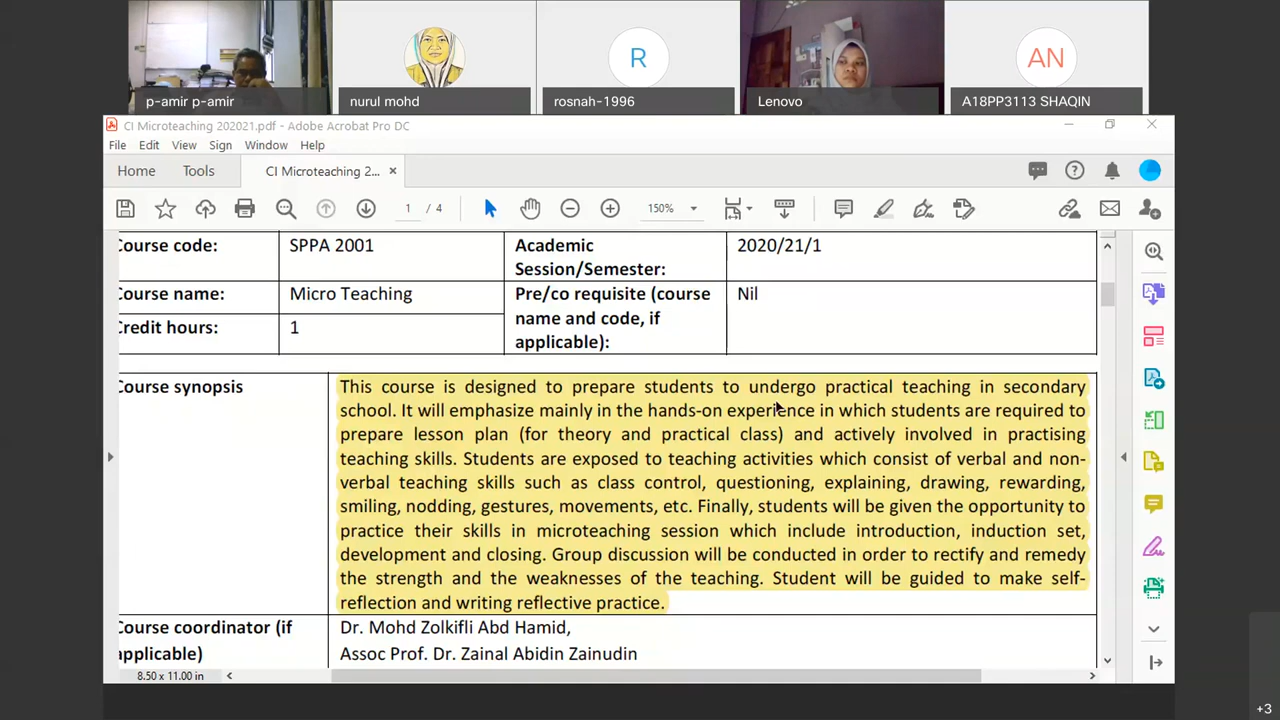 p-amir p-amir
nurul mohd
R
rosnah-1996
Lenovo
AN
A18PP3113 SHAQIN
CI Microteaching 202021.pdf - Adobe Acrobat Pro DC
File Edit View Sign Window Help
Home Tools CI Microteaching 2... ×
1 / 4 150%
Course code: SPPA 2001 Academic Session/Semester: 2020/21/1
Course name: Micro Teaching Pre/co requisite (course name and code, if applicable): Nil
Credit hours: 1
Course synopsis
This course is designed to prepare students to undergo practical teaching in secondary
school. It will emphasize mainly in the hands-on experience in which students are required to
prepare lesson plan (for theory and practical class) and actively involved in practising
teaching skills. Students are exposed to teaching activities which consist of verbal and non-
verbal teaching skills such as class control, questioning, explaining, drawing, rewarding,
smiling, nodding, gestures, movements, etc. Finally, students will be given the opportunity to
practice their skills in microteaching session which include introduction, induction set,
development and closing. Group discussion will be conducted in order to rectify and remedy
the strength and the weaknesses of the teaching. Student will be guided to make self-
reflection and writing reflective practice.
Course coordinator (if applicable)
Dr. Mohd Zolkifli Abd Hamid,
Assoc Prof. Dr. Zainal Abidin Zainudin
8.50 x 11.00 in
+3